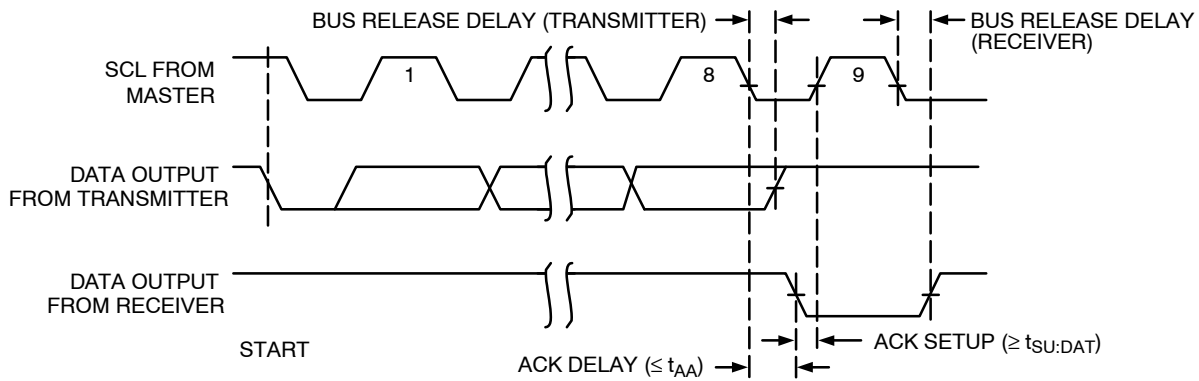 BUS RELEASE DELAY (TRANSMITTER)
BUS RELEASE DELAY
(RECEIVER)
SCL FROM
MASTER
1
8
9
DATA OUTPUT
FROM TRANSMITTER
DATA OUTPUT
FROM RECEIVER
START
ACK SETUP (≥ tSU:DAT)
ACK DELAY (≤ tAA)